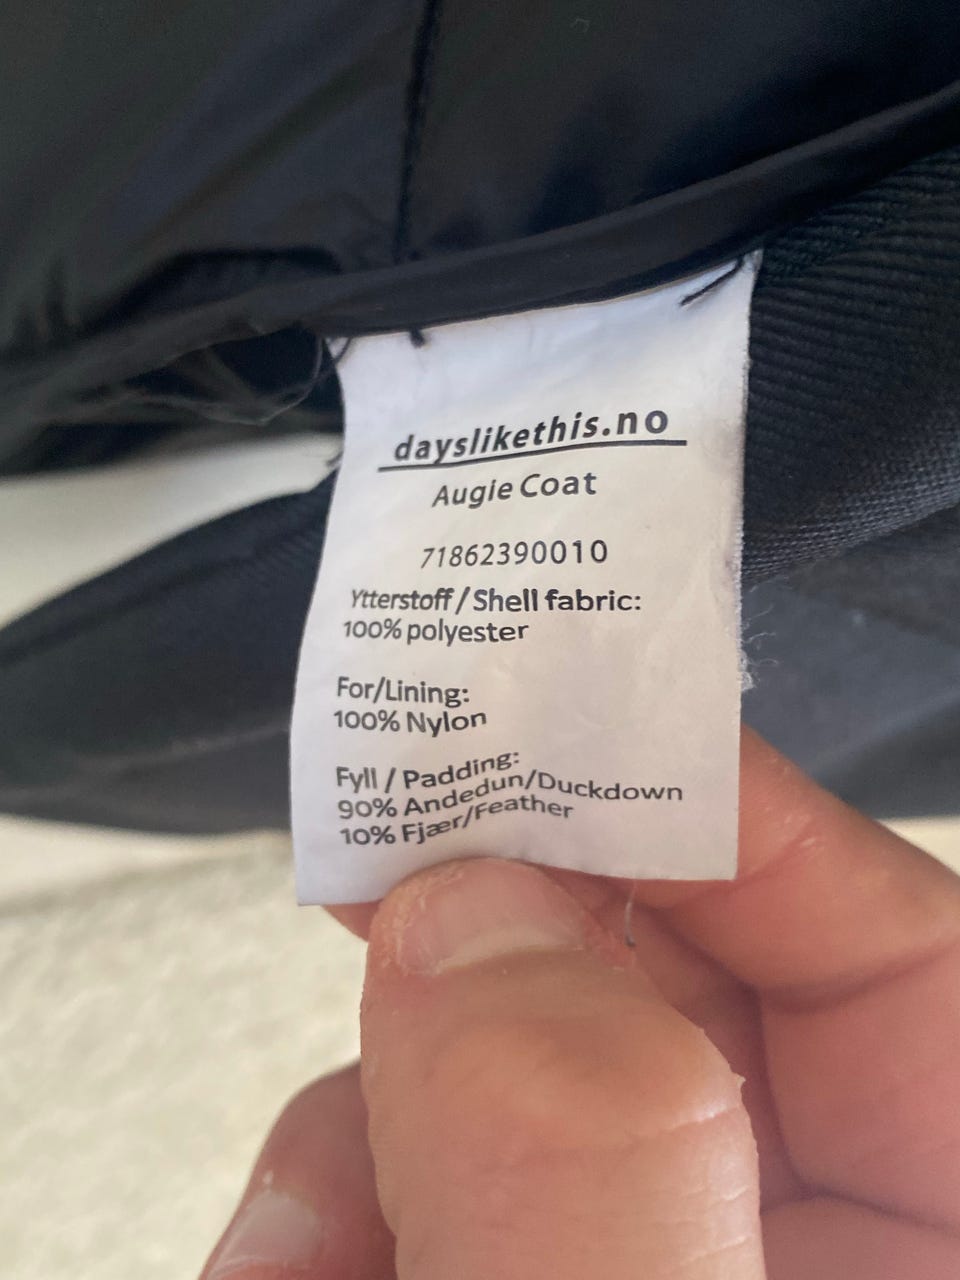 dayslikethis.no
Augie Coat
71862390010
Ytterstoff / Shell fabric:
100% polyester
For/Lining:
100% Nylon
Fyll / Padding:
90% Andedun/Duckdown
10% Fjær/Feather